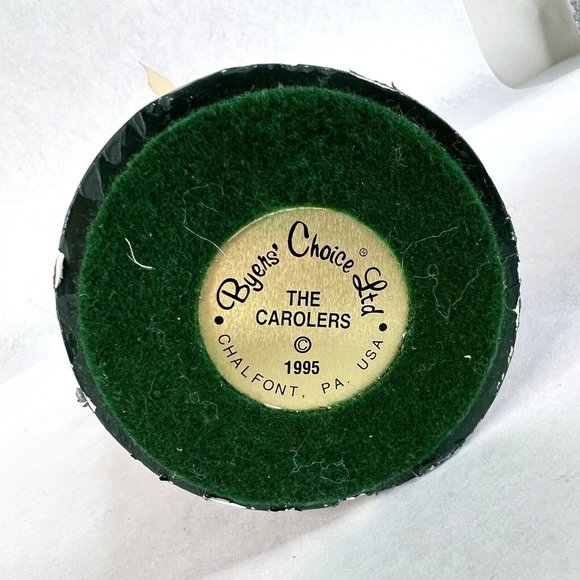 Byers' Choice® Ltd
THE
CAROLERS
©
1995
• CHALFONT, PA. USA •